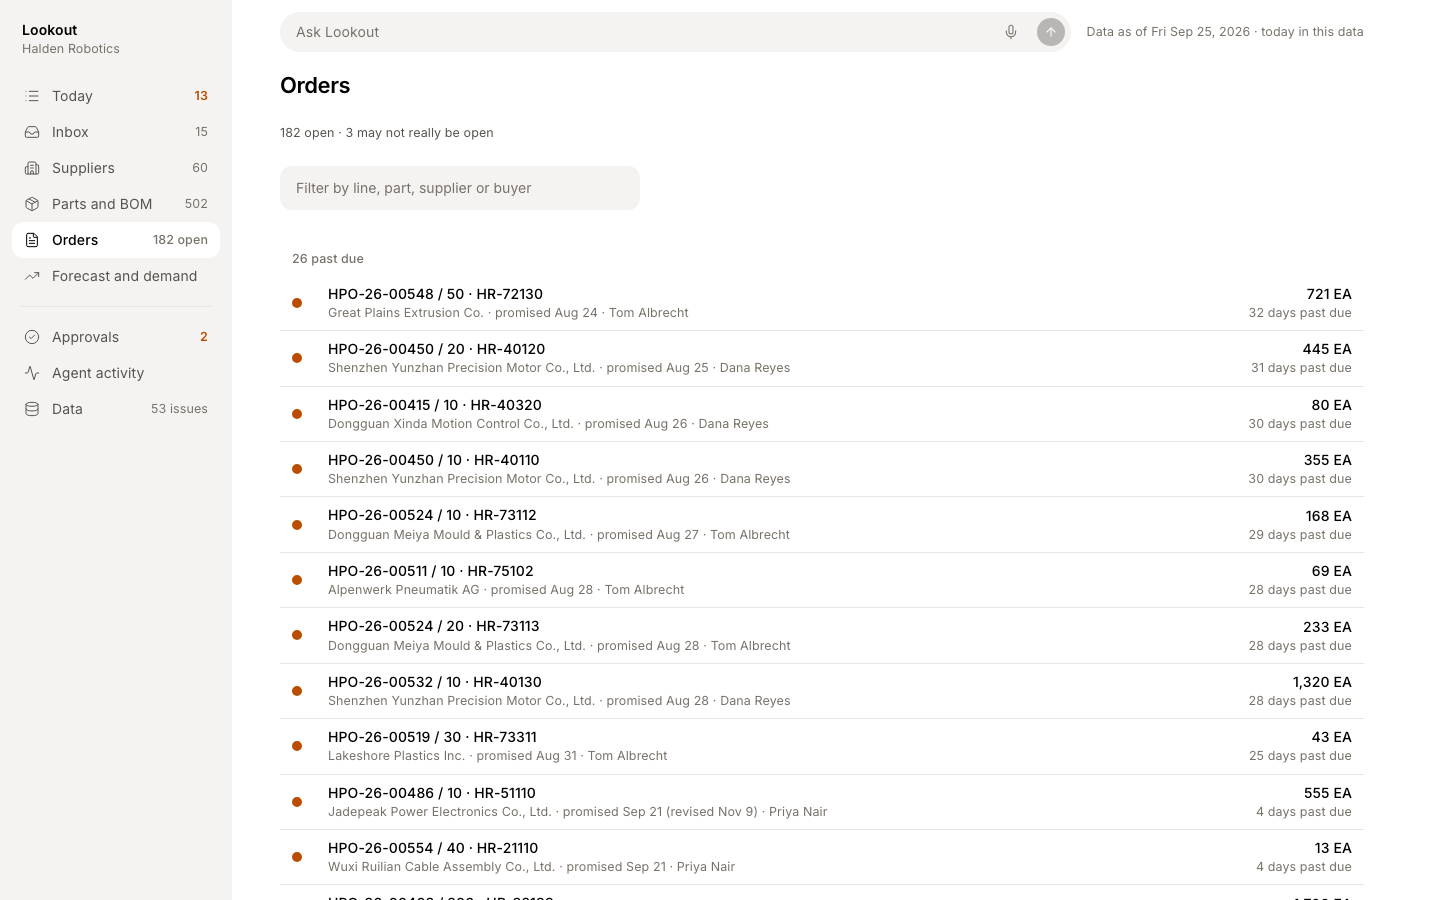 Lookout
Halden Robotics
Today 13
Inbox 15
Suppliers 60
Parts and BOM 502
Orders 182 open
Forecast and demand
Approvals 2
Agent activity
Data 53 issues
Ask Lookout
Data as of Fri Sep 25, 2026 · today in this data
Orders
182 open · 3 may not really be open
Filter by line, part, supplier or buyer
26 past due
HPO-26-00548 / 50 · HR-72130 721 EA
Great Plains Extrusion Co. · promised Aug 24 · Tom Albrecht 32 days past due
HPO-26-00450 / 20 · HR-40120 445 EA
Shenzhen Yunzhan Precision Motor Co., Ltd. · promised Aug 25 · Dana Reyes 31 days past due
HPO-26-00415 / 10 · HR-40320 80 EA
Dongguan Xinda Motion Control Co., Ltd. · promised Aug 26 · Dana Reyes 30 days past due
HPO-26-00450 / 10 · HR-40110 355 EA
Shenzhen Yunzhan Precision Motor Co., Ltd. · promised Aug 26 · Dana Reyes 30 days past due
HPO-26-00524 / 10 · HR-73112 168 EA
Dongguan Meiya Mould & Plastics Co., Ltd. · promised Aug 27 · Tom Albrecht 29 days past due
HPO-26-00511 / 10 · HR-75102 69 EA
Alpenwerk Pneumatik AG · promised Aug 28 · Tom Albrecht 28 days past due
HPO-26-00524 / 20 · HR-73113 233 EA
Dongguan Meiya Mould & Plastics Co., Ltd. · promised Aug 28 · Tom Albrecht 28 days past due
HPO-26-00532 / 10 · HR-40130 1,320 EA
Shenzhen Yunzhan Precision Motor Co., Ltd. · promised Aug 28 · Dana Reyes 28 days past due
HPO-26-00519 / 30 · HR-73311 43 EA
Lakeshore Plastics Inc. · promised Aug 31 · Tom Albrecht 25 days past due
HPO-26-00486 / 10 · HR-51110 555 EA
Jadepeak Power Electronics Co., Ltd. · promised Sep 21 (revised Nov 9) · Priya Nair 4 days past due
HPO-26-00554 / 40 · HR-21110 13 EA
Wuxi Ruilian Cable Assembly Co., Ltd. · promised Sep 21 · Priya Nair 4 days past due